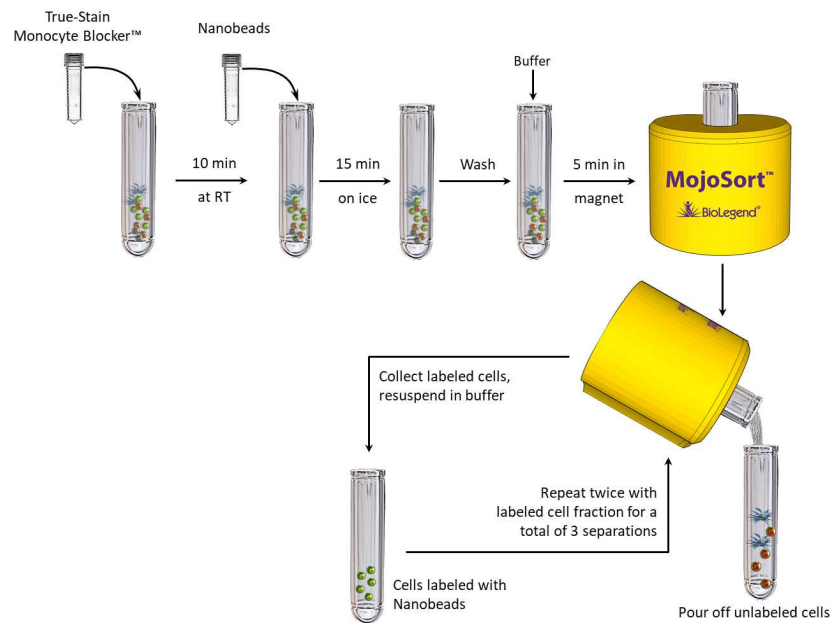 True-Stain
Monocyte Blocker™
Nanobeads
10 min
at RT
15 min
on ice
Wash
Buffer
5 min in
magnet
MojoSort™
BioLegend®
Collect labeled cells,
resuspend in buffer
Repeat twice with
labeled cell fraction for a
total of 3 separations
Cells labeled with
Nanobeads
Pour off unlabeled cells